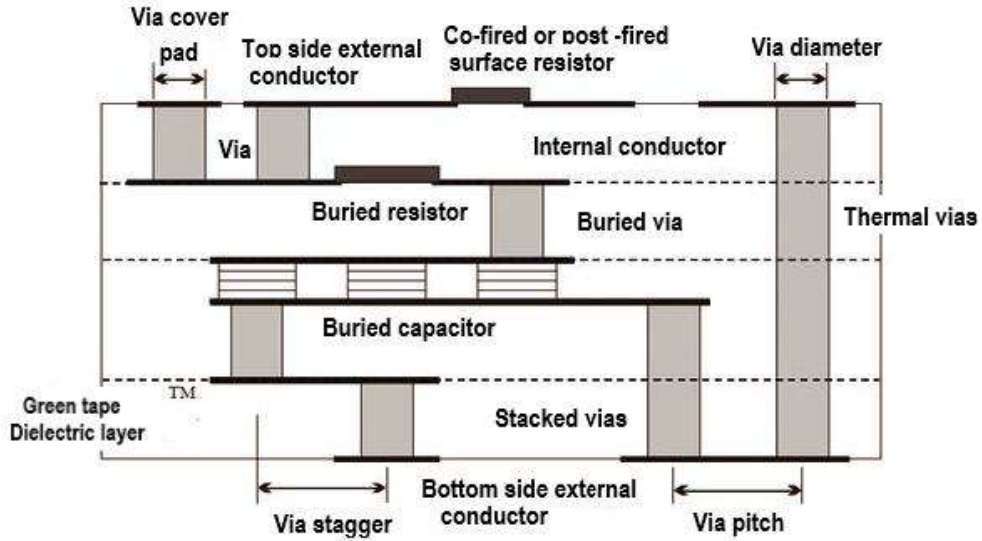 Via cover
pad
Top side external
conductor
Co-fired or post -fired
surface resistor
Via diameter
Via
Internal conductor
Buried resistor
Buried via
Thermal vias
Buried capacitor
TM
Green tape
Dielectric layer
Stacked vias
Via stagger
Bottom side external
conductor
Via pitch